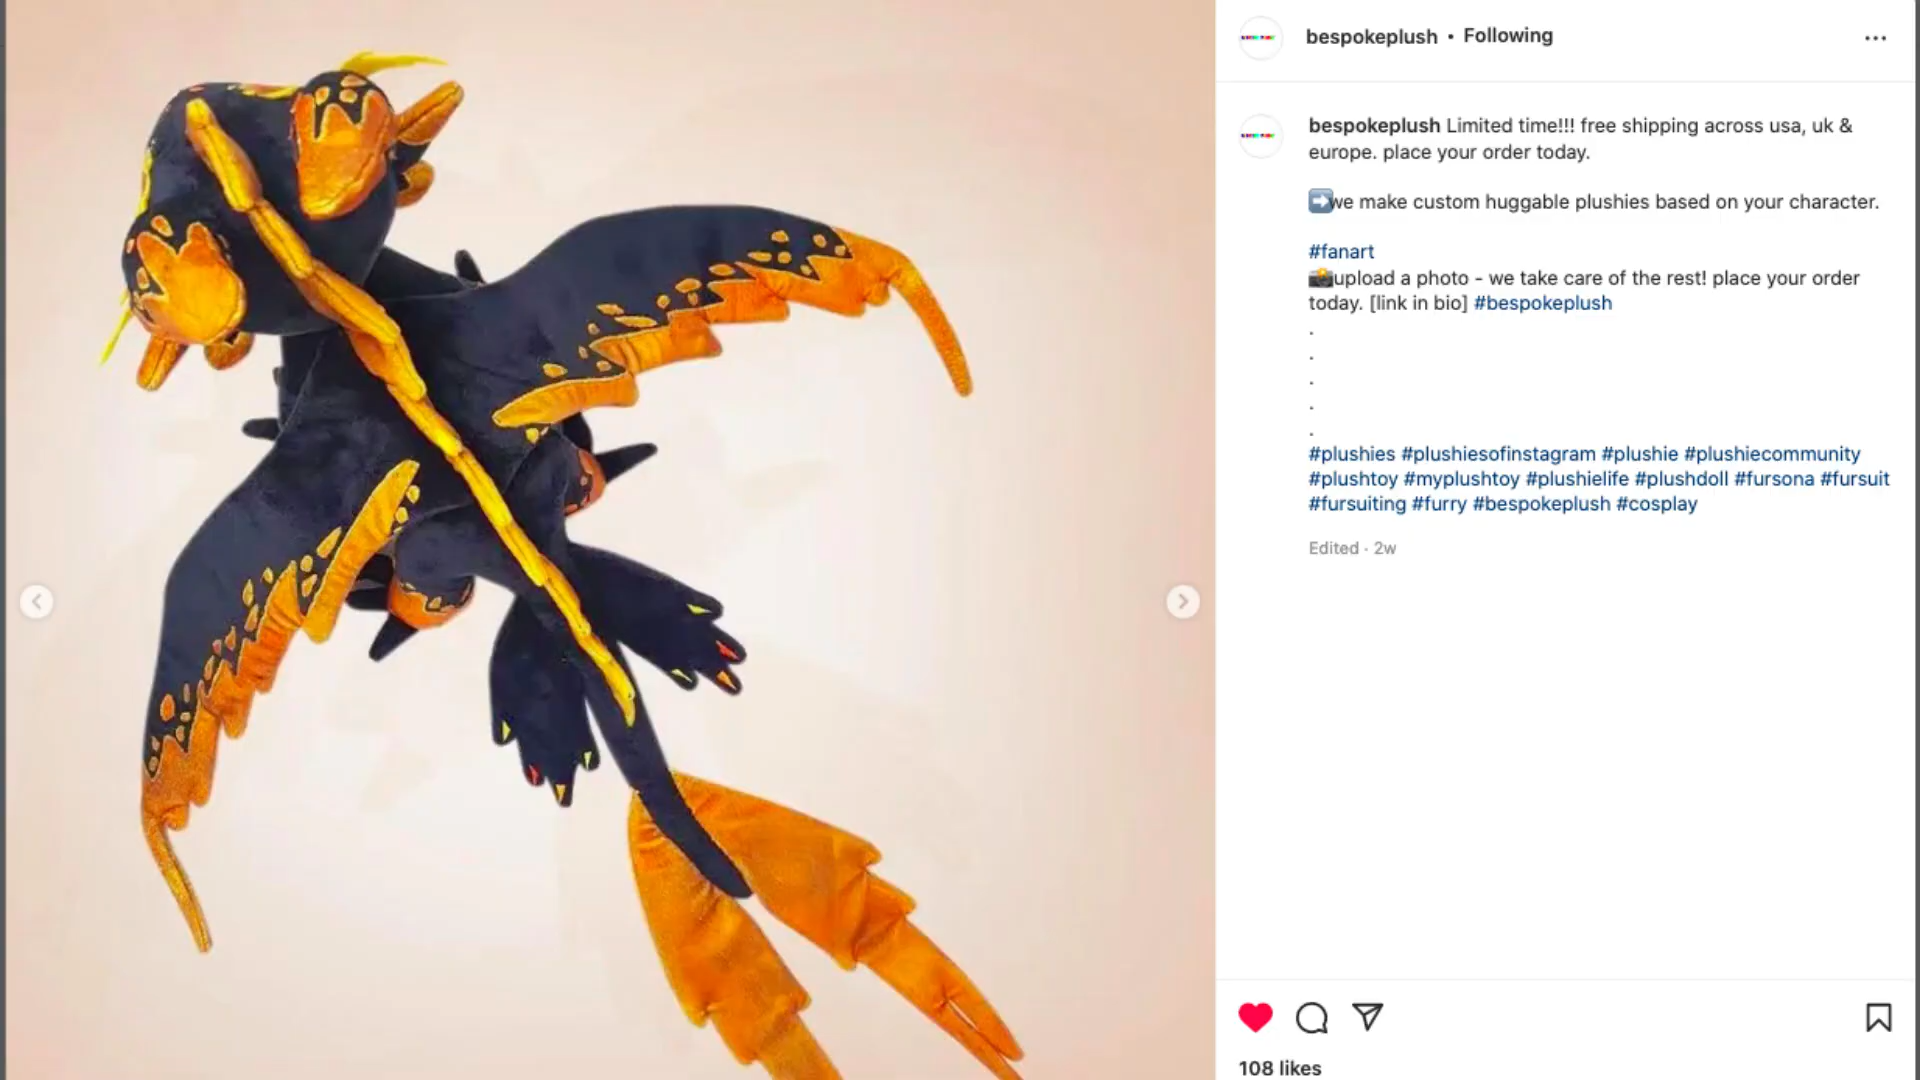 bespokeplush • Following
bespokeplush Limited time!!! free shipping across usa, uk &
europe. place your order today.
➡️we make custom huggable plushies based on your character.
#fanart
📸upload a photo - we take care of the rest! place your order
today. [link in bio] #bespokeplush
.
.
.
.
.
#plushies #plushiesofinstagram #plushie #plushiecommunity
#plushtoy #myplushtoy #plushielife #plushdoll #fursona #fursuit
#fursuiting #furry #bespokeplush #cosplay
Edited · 2w
108 likes